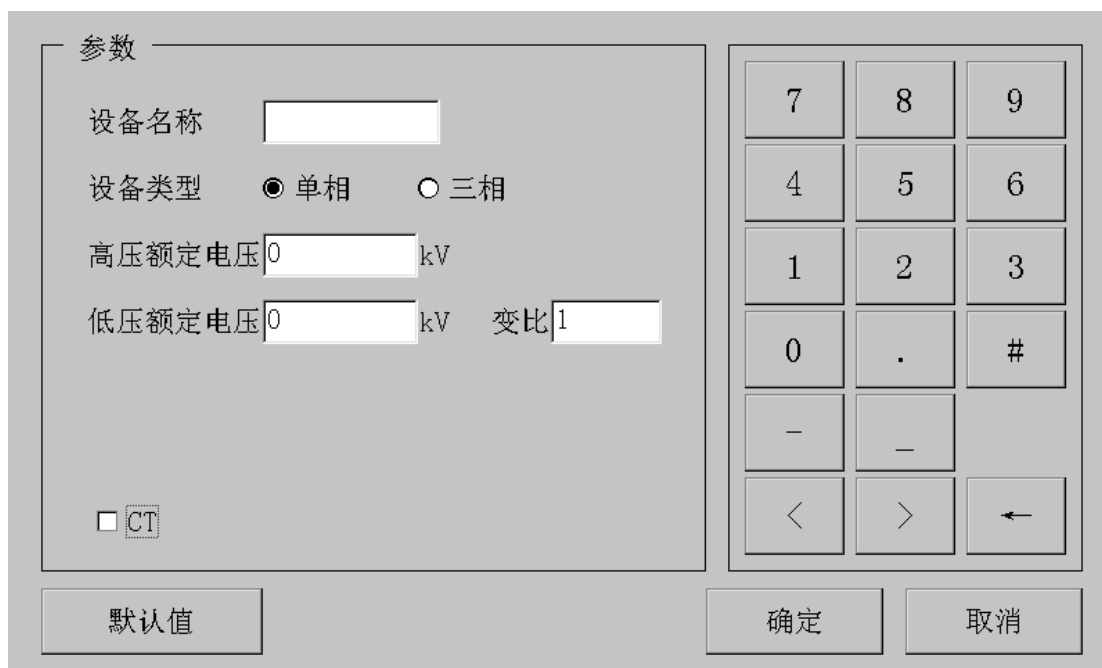 参数
设备名称
设备类型 单相 三相
高压额定电压 0 kV
低压额定电压 0 kV 变比 1
CT
7 8 9
4 5 6
1 2 3
0 . #
- _
< > ←
默认值 确定 取消